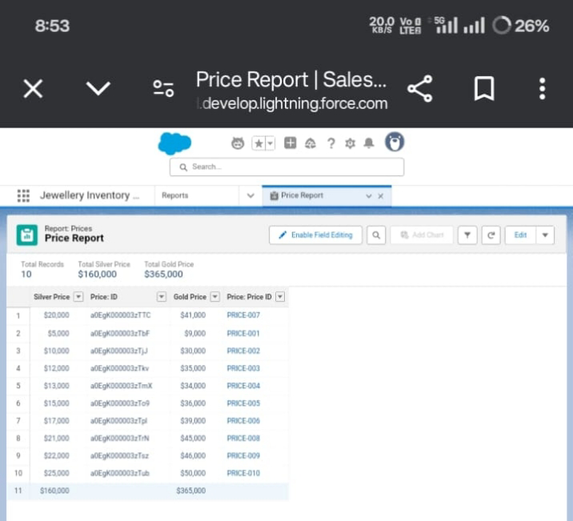 8:53
20.0 KB/S Vo LTE 5G 26%
Price Report | Sales...
.develop.lightning.force.com
Search...
Jewellery Inventory ... Reports Price Report
Report: Prices
Price Report
Enable Field Editing Add Chart Edit
Total Records Total Silver Price Total Gold Price
10 $160,000 $365,000
Silver Price Price: ID Gold Price Price: Price ID
1 $20,000 a0EgK000003zTTC $41,000 PRICE-007
2 $5,000 a0EgK000003zTbF $9,000 PRICE-001
3 $10,000 a0EgK000003zTjJ $30,000 PRICE-002
4 $12,000 a0EgK000003zTkv $35,000 PRICE-003
5 $13,000 a0EgK000003zTmX $34,000 PRICE-004
6 $15,000 a0EgK000003zTo9 $36,000 PRICE-005
7 $17,000 a0EgK000003zTpl $39,000 PRICE-006
8 $21,000 a0EgK000003zTrN $45,000 PRICE-008
9 $22,000 a0EgK000003zTsz $46,000 PRICE-009
10 $25,000 a0EgK000003zTub $50,000 PRICE-010
11 $160,000 $365,000